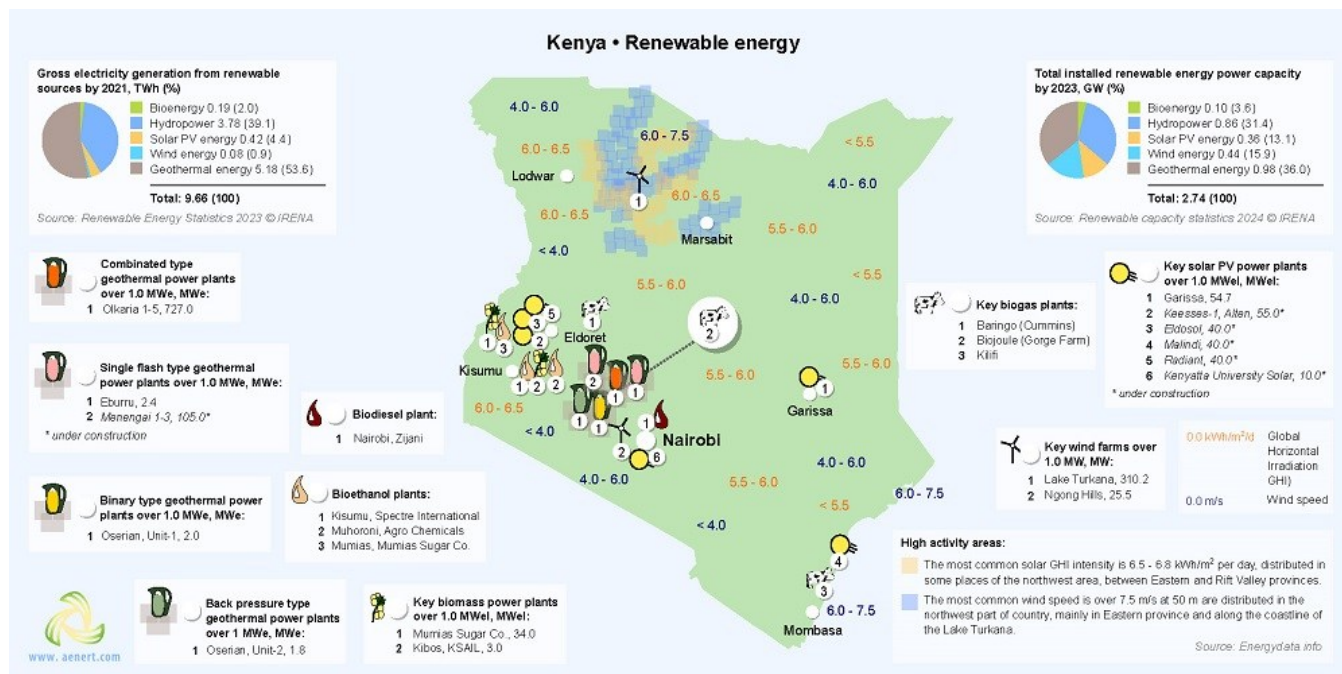 Kenya • Renewable energy
Gross electricity generation from renewable
sources by 2021, TWh (%)
Bioenergy 0.19 (2.0)
Hydropower 3.78 (39.1)
Solar PV energy 0.42 (4.4)
Wind energy 0.08 (0.9)
Geothermal energy 5.18 (53.6)
Total: 9.66 (100)
Source: Renewable Energy Statistics 2023 © IRENA
Total installed renewable energy power capacity
by 2023, GW (%)
Bioenergy 0.10 (3.6)
Hydropower 0.86 (31.4)
Solar PV energy 0.36 (13.1)
Wind energy 0.44 (15.9)
Geothermal energy 0.98 (36.0)
Total: 2.74 (100)
Source: Renewable capacity statistics 2024 © IRENA
Combinated type
geothermal power plants
over 1.0 MWe, MWe:
1 Olkaria 1-5, 727.0
Single flash type geothermal
power plants over 1.0 MWe, MWe:
1 Eburru, 2.4
2 Menengai 1-3, 105.0*
* under construction
Binary type geothermal power
plants over 1.0 MWe, MWe:
1 Oserian, Unit-1, 2.0
Back pressure type
geothermal power plants
over 1 MWe, MWe:
1 Oserian, Unit-2, 1.8
www.aenert.com
Biodiesel plant:
1 Nairobi, Zijani
Bioethanol plants:
1 Kisumu, Spectre International
2 Muhoroni, Agro Chemicals
3 Mumias, Mumias Sugar Co.
Key biomass power plants
over 1.0 MWel, MWel:
1 Mumias Sugar Co., 34.0
2 Kibos, KSAIL, 3.0
4.0 - 6.0
6.0 - 7.5
6.0 - 6.5
< 5.5
Lodwar
1
6.0 - 6.5
4.0 - 6.0
6.0 - 6.5
Marsabit
5.5 - 6.0
< 4.0
< 5.5
5.5 - 6.0
4.0 - 6.0
5
3
1
1
3
2
Eldoret
2
Kisumu
1
2
2
2
1
1
5.5 - 6.0
5.5 - 6.0
1
Garissa
6.0 - 6.5
1
1
< 4.0
1
Nairobi
2
6
4.0 - 6.0
4.0 - 6.0
5.5 - 6.0
6.0 - 7.5
< 5.5
< 4.0
4
3
6.0 - 7.5
Mombasa
Key biogas plants:
1 Baringo (Cummins)
2 Biojoule (Gorge Farm)
3 Kilifi
Key solar PV power plants
over 1.0 MWel, MWel:
1 Garissa, 54.7
2 Keesses-1, Alten, 55.0*
3 Eldosol, 40.0*
4 Malindi, 40.0*
5 Radiant, 40.0*
6 Kenyatta University Solar, 10.0*
* under construction
Key wind farms over
1.0 MW, MW:
1 Lake Turkana, 310.2
2 Ngong Hills, 25.5
0.0 kWh/m²/d Global
Horizontal
Irradiation
GHI)
0.0 m/s Wind speed
High activity areas:
The most common solar GHI intensity is 6.5 - 6.8 kWh/m² per day, distributed in
some places of the northwest area, between Eastern and Rift Valley provinces.
The most common wind speed is over 7.5 m/s at 50 m are distributed in the
northwest part of country, mainly in Eastern province and along the coastline of
the Lake Turkana.
Source: Energydata.info